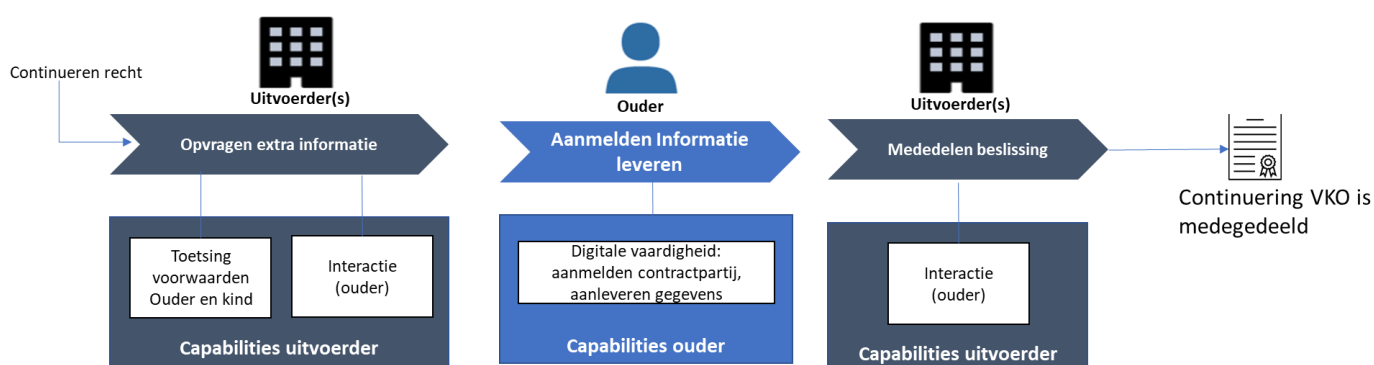 Continueren recht
Uitvoerder(s)
Opvragen extra informatie
Toetsing
voorwaarden
Ouder en kind
Interactie
(ouder)
Capabilities uitvoerder
Ouder
Aanmelden Informatie
leveren
Digitale vaardigheid:
aanmelden contractpartij,
aanleveren gegevens
Capabilities ouder
Uitvoerder(s)
Mededelen beslissing
Interactie
(ouder)
Capabilities uitvoerder
Continuering VKO is
medegedeeld